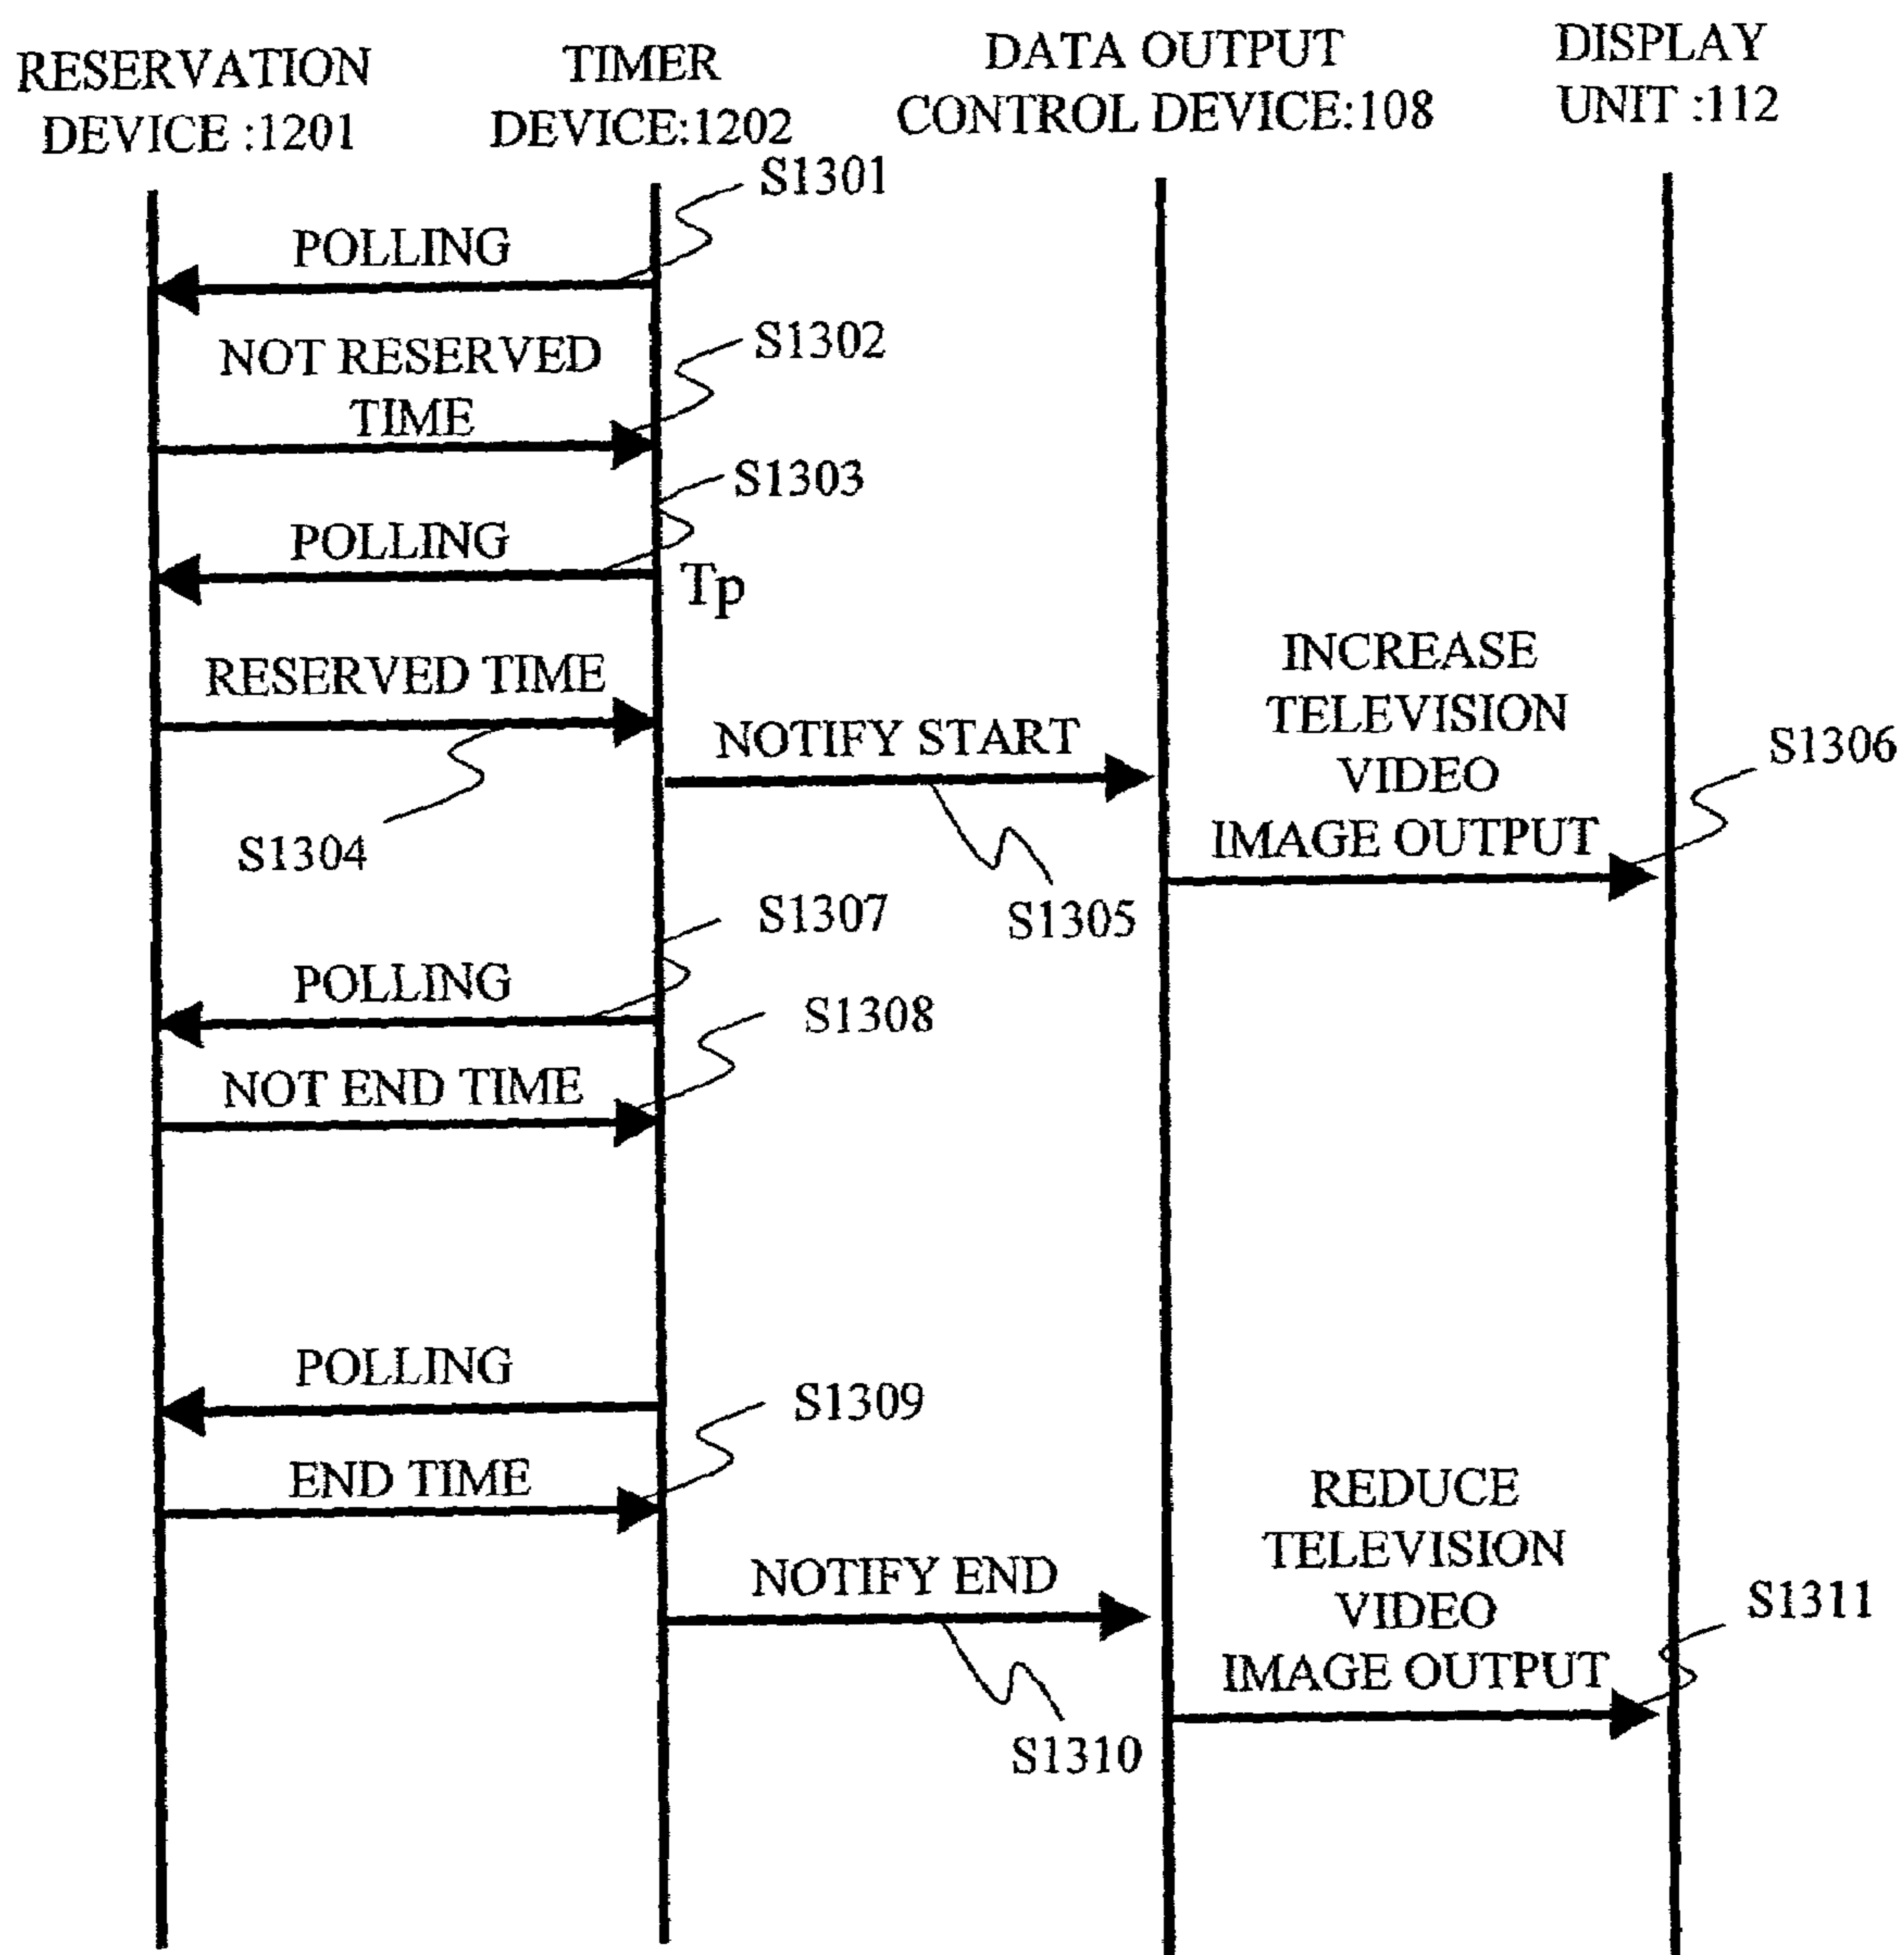 RESERVATION
DEVICE :1201
TIMER
DEVICE:1202
DATA OUTPUT
CONTROL DEVICE:108
DISPLAY
UNIT :112
S1301
POLLING
S1302
NOT RESERVED
TIME
S1303
POLLING
Tp
RESERVED TIME
S1304
NOTIFY START
S1305
INCREASE
TELEVISION
VIDEO
IMAGE OUTPUT
S1306
S1307
POLLING
S1308
NOT END TIME
POLLING
S1309
END TIME
NOTIFY END
S1310
REDUCE
TELEVISION
VIDEO
IMAGE OUTPUT
S1311